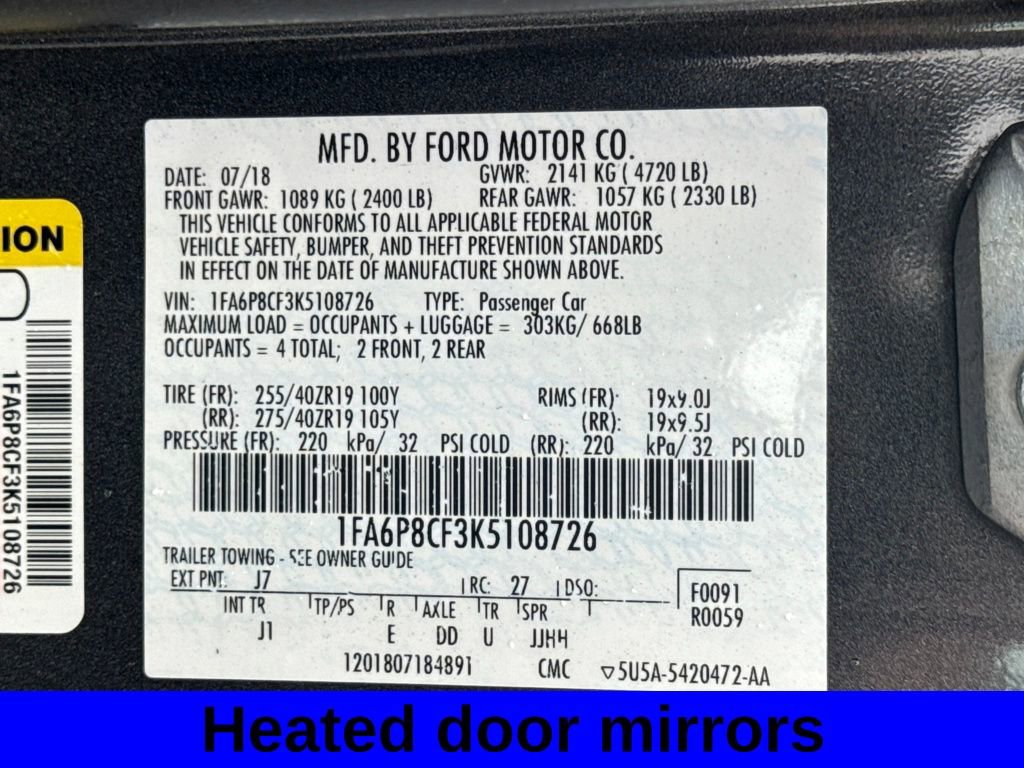 MFD. BY FORD MOTOR CO.
DATE: 07/18 GVWR: 2141 KG ( 4720 LB)
FRONT GAWR: 1089 KG ( 2400 LB) REAR GAWR: 1057 KG ( 2330 LB)
THIS VEHICLE CONFORMS TO ALL APPLICABLE FEDERAL MOTOR
VEHICLE SAFETY, BUMPER, AND THEFT PREVENTION STANDARDS
IN EFFECT ON THE DATE OF MANUFACTURE SHOWN ABOVE.
VIN: 1FA6P8CF3K5108726 TYPE: Passenger Car
MAXIMUM LOAD = OCCUPANTS + LUGGAGE = 303KG/ 668LB
OCCUPANTS = 4 TOTAL; 2 FRONT, 2 REAR
TIRE (FR): 255/40ZR19 100Y RIMS (FR): 19x9.0J
(RR): 275/40ZR19 105Y (RR): 19x9.5J
PRESSURE (FR): 220 kPa/ 32 PSI COLD (RR): 220 kPa/ 32 PSI COLD
1FA6P8CF3K5108726
TRAILER TOWING - SEE OWNER GUIDE
EXT PNT: J7 RC: 27 DSO: F0091
INT TR TP/PS R AXLE TR SPR R0059
J1 E DD U JJHH
1201807184891 CMC ▽5U5A-5420472-AA
ION
1FA6P8CF3K5108726
Heated door mirrors